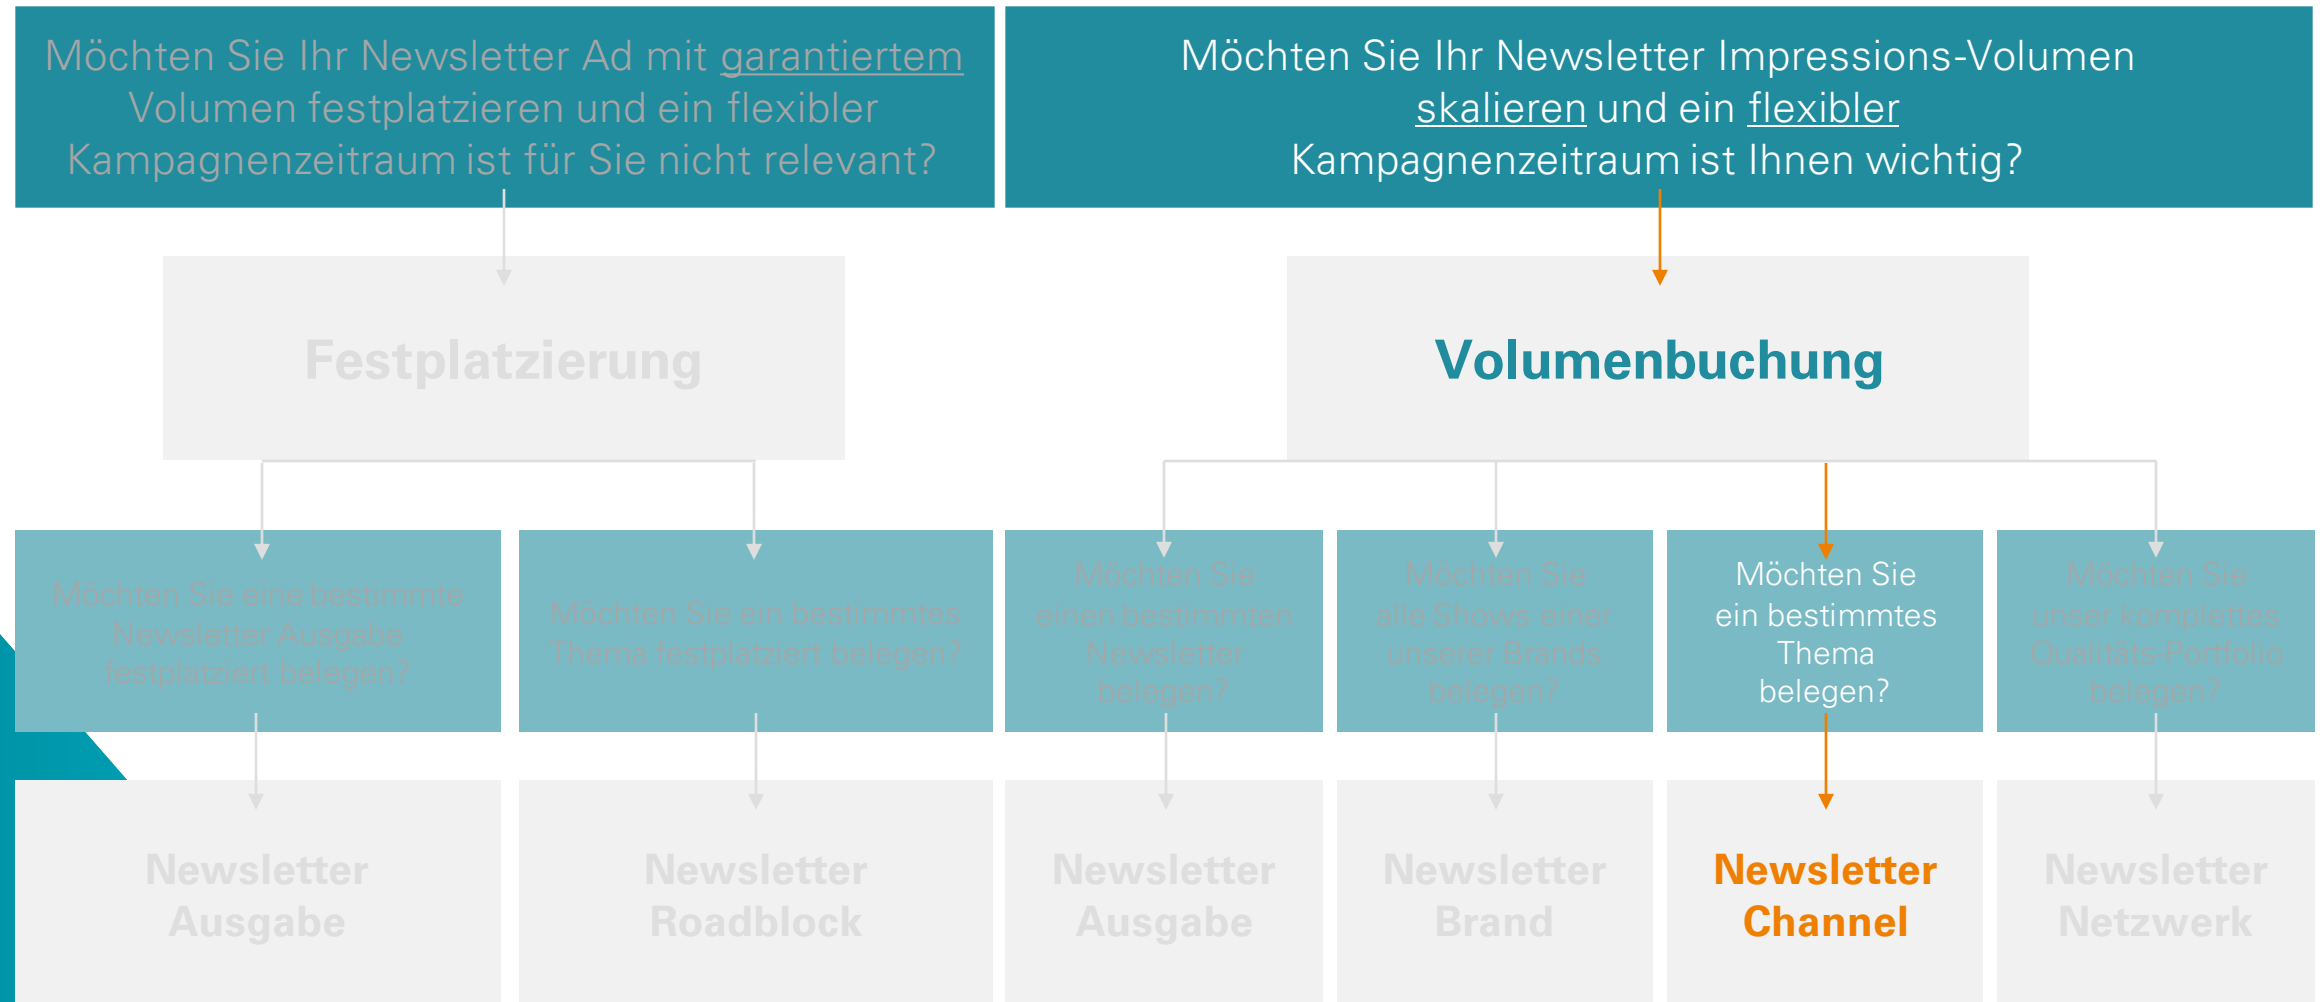 Möchten Sie Ihr Newsletter Ad mit garantiertem
Volumen festplatzieren und ein flexibler
Kampagnenzeitraum ist für Sie nicht relevant?
Möchten Sie Ihr Newsletter Impressions-Volumen
skalieren und ein flexibler
Kampagnenzeitraum ist Ihnen wichtig?
Festplatzierung
Volumenbuchung
Möchten Sie eine bestimmte
Newsletter Ausgabe
festplatziert belegen?
Möchten Sie ein bestimmtes
Thema festplatziert belegen?
Möchten Sie
einen bestimmten
Newsletter
belegen?
Möchten Sie
alle Shows einer
unserer Brands
belegen?
Möchten Sie
ein bestimmtes
Thema
belegen?
Möchten Sie
unser komplettes
Qualitäts-Portfolio
belegen?
Newsletter
Ausgabe
Newsletter
Roadblock
Newsletter
Ausgabe
Newsletter
Brand
Newsletter
Channel
Newsletter
Netzwerk